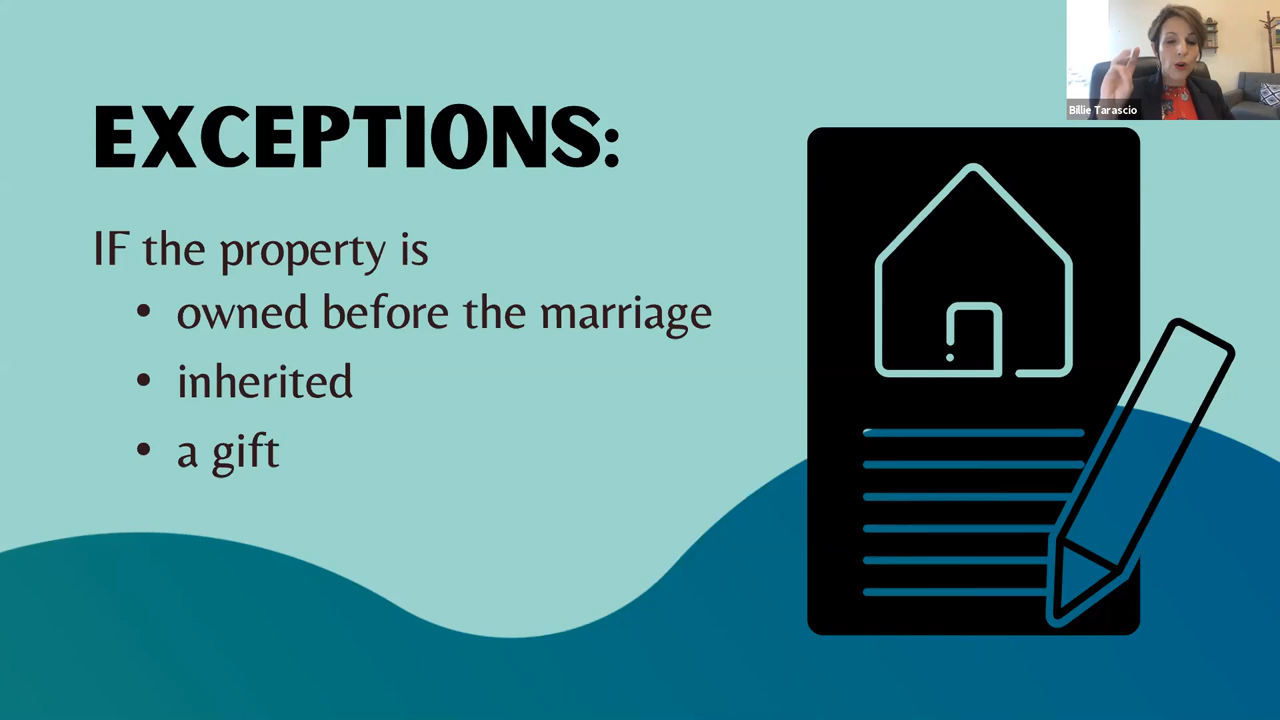 Billie Tarascio
EXCEPTIONS:
IF the property is
• owned before the marriage
• inherited
• a gift